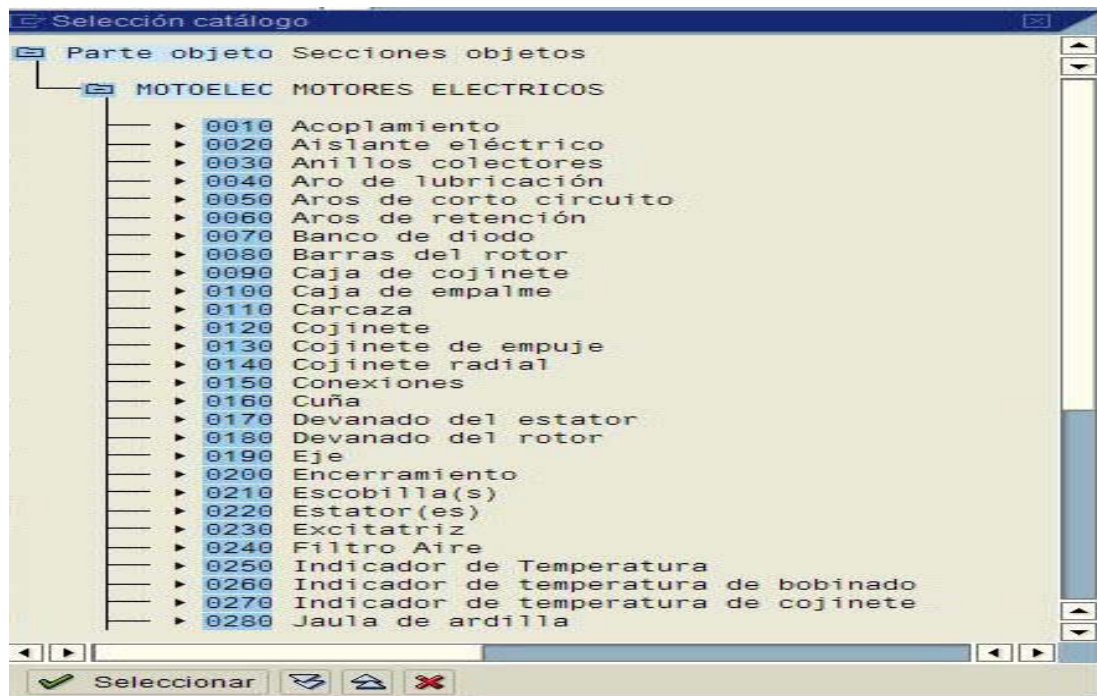 Selección catálogo
Parte objeto Secciones objetos
MOTOELEC MOTORES ELECTRICOS
0010 Acoplamiento
0020 Aislante eléctrico
0030 Anillos colectores
0040 Aro de lubricación
0050 Aros de corto circuito
0060 Aros de retención
0070 Banco de diodo
0080 Barras del rotor
0090 Caja de cojinete
0100 Caja de empalme
0110 Carcaza
0120 Cojinete
0130 Cojinete de empuje
0140 Cojinete radial
0150 Conexiones
0160 Cuña
0170 Devanado del estator
0180 Devanado del rotor
0190 Eje
0200 Encerramiento
0210 Escobilla(s)
0220 Estator(es)
0230 Excitatriz
0240 Filtro Aire
0250 Indicador de Temperatura
0260 Indicador de temperatura de bobinado
0270 Indicador de temperatura de cojinete
0280 Jaula de ardilla
Seleccionar